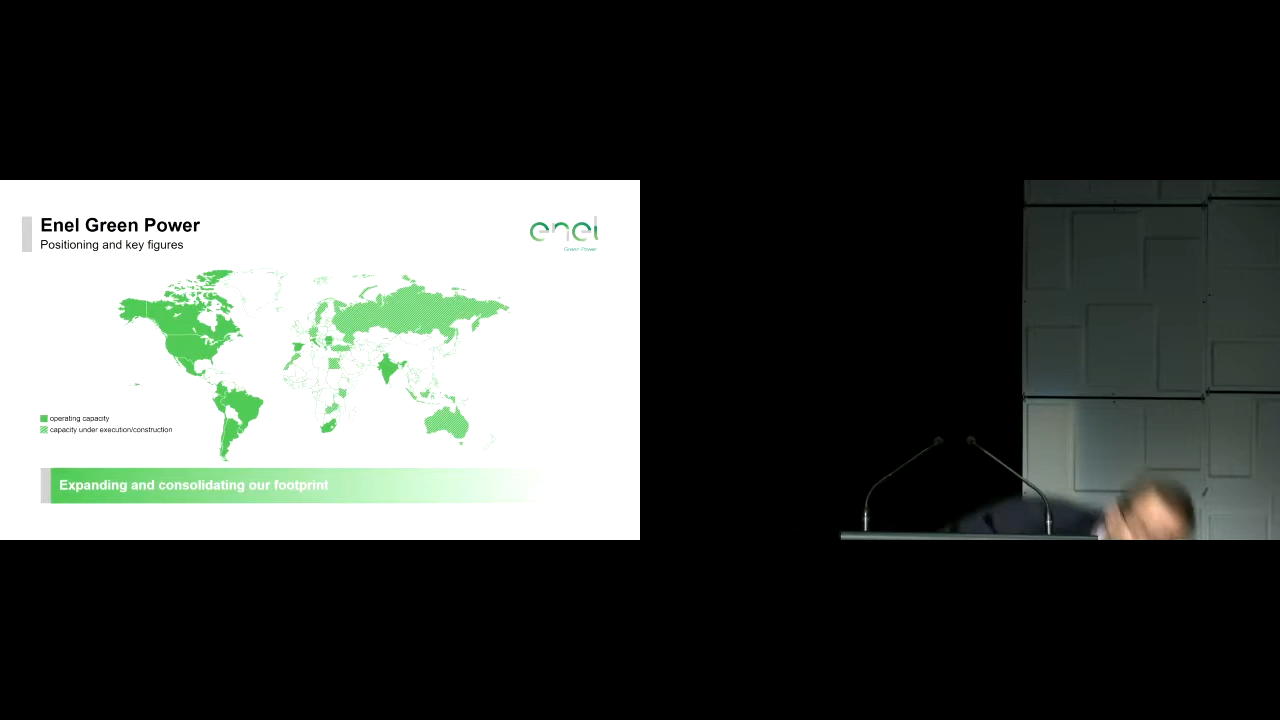 Enel Green Power
Positioning and key figures
enel
Green Power
operating capacity
capacity under execution/construction
Expanding and consolidating our footprint